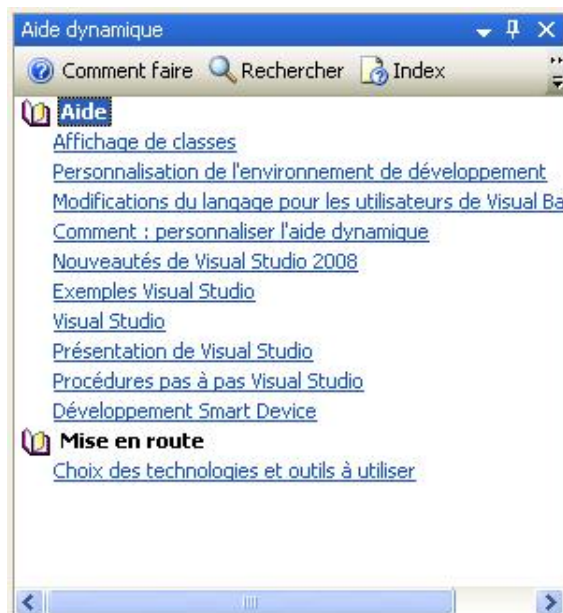 Aide dynamique
Comment faire Rechercher Index
Aide
Affichage de classes
Personnalisation de l'environnement de développement
Modifications du langage pour les utilisateurs de Visual Ba
Comment : personnaliser l'aide dynamique
Nouveautés de Visual Studio 2008
Exemples Visual Studio
Visual Studio
Présentation de Visual Studio
Procédures pas à pas Visual Studio
Développement Smart Device
Mise en route
Choix des technologies et outils à utiliser